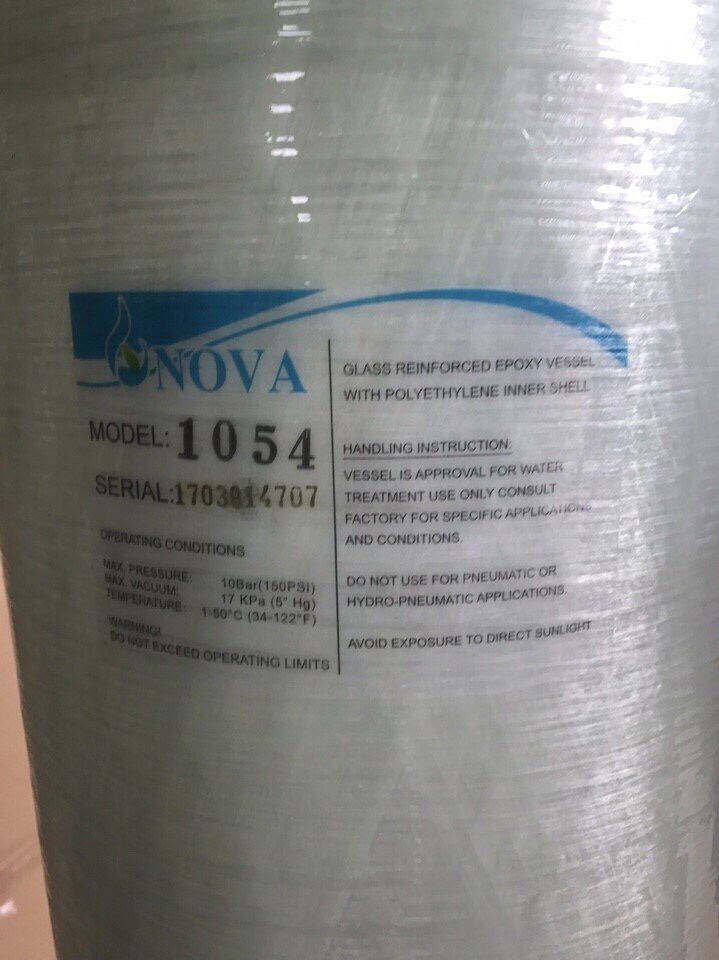 NOVA
MODEL: 1054
SERIAL:1703014707
OPERATING CONDITIONS
MAX. PRESSURE: 10Bar(150PSI)
MAX. VACUUM: 17 KPa (5" Hg)
TEMPERATURE: 1-50°C (34-122°F)
WARNING!
DO NOT EXCEED OPERATING LIMITS
GLASS REINFORCED EPOXY VESSEL
WITH POLYETHYLENE INNER SHELL
HANDLING INSTRUCTION:
VESSEL IS APPROVAL FOR WATER
TREATMENT USE ONLY CONSULT
FACTORY FOR SPECIFIC APPLICATIONS
AND CONDITIONS.
DO NOT USE FOR PNEUMATIC OR
HYDRO-PNEUMATIC APPLICATIONS.
AVOID EXPOSURE TO DIRECT SUNLIGHT